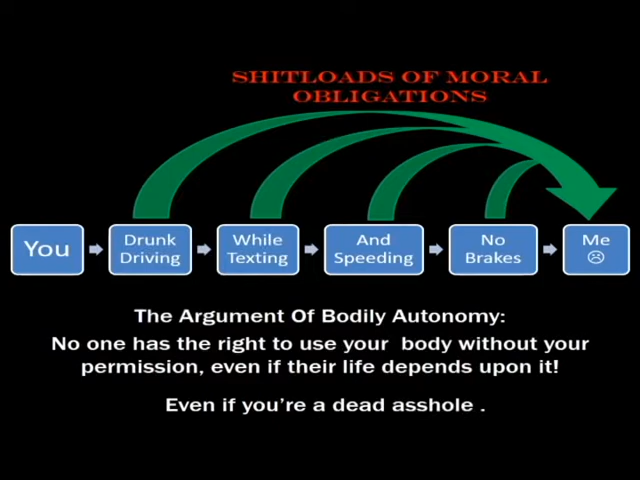 SHITLOADS OF MORAL
OBLIGATIONS
You
Drunk
Driving
While
Texting
And
Speeding
No
Brakes
Me
☹
The Argument Of Bodily Autonomy:
No one has the right to use your body without your
permission, even if their life depends upon it!
Even if you're a dead asshole .